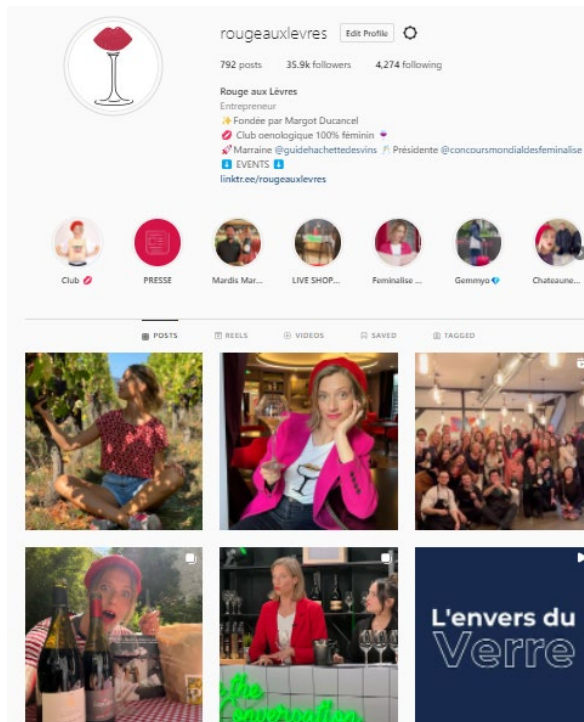 rougeauxlevres Edit Profile
792 posts 35.9k followers 4,274 following
Rouge aux Lèvres
Entrepreneur
✨Fondée par Margot Ducancel
💋 Club oenologique 100% féminin 🍷
🚀Marraine @guidehachettedesvins 🥂Présidente @concoursmondialdesfeminalise
⬇️ EVENTS ⬇️
linktr.ee/rougeauxlevres
Club 💋 PRESSE Mardis Mar... LIVE SHOP... Feminalise ... Gemmyo💎 Chateaune...
POSTS REELS VIDEOS SAVED TAGGED
L'envers du
Verre
the
Conversation